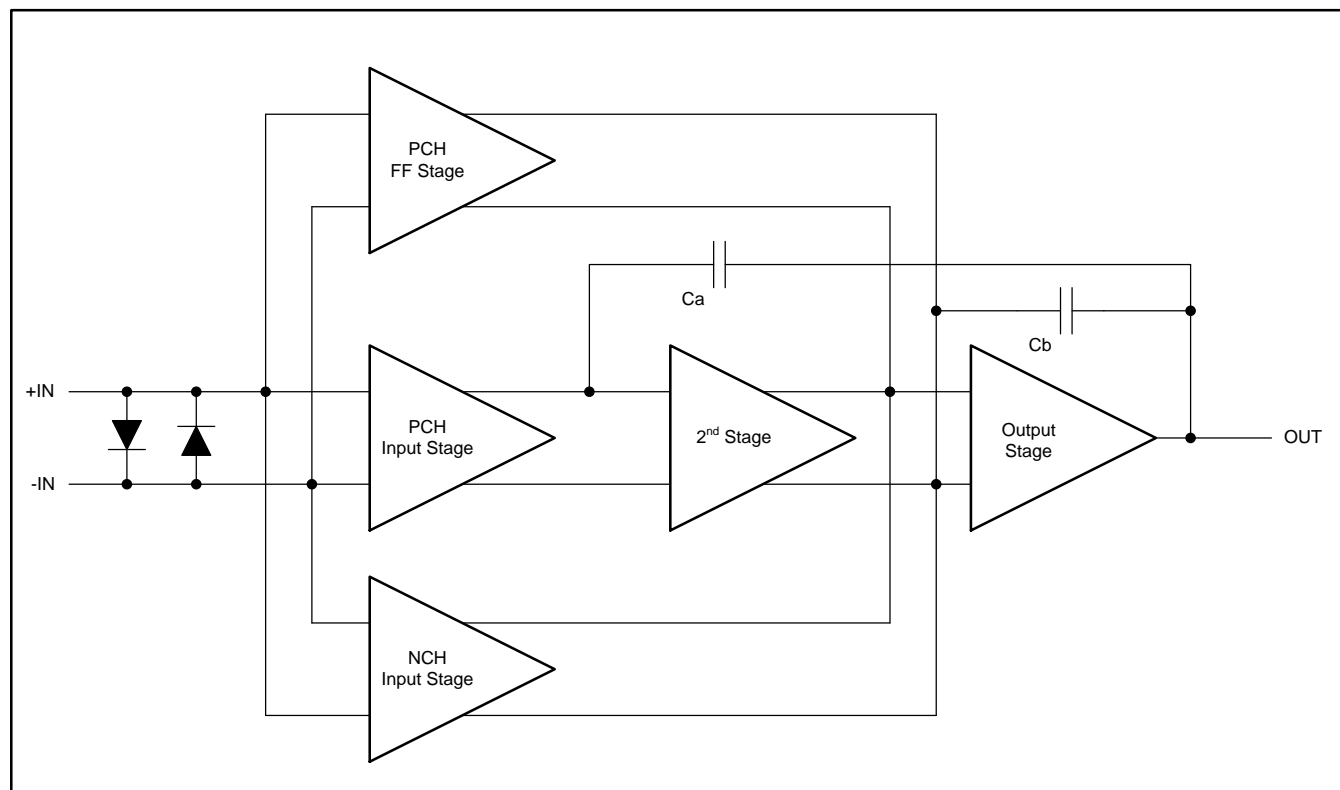 PCH
FF Stage
Ca
Cb
+IN
-IN
PCH
Input Stage
2nd Stage
Output
Stage
OUT
NCH
Input Stage